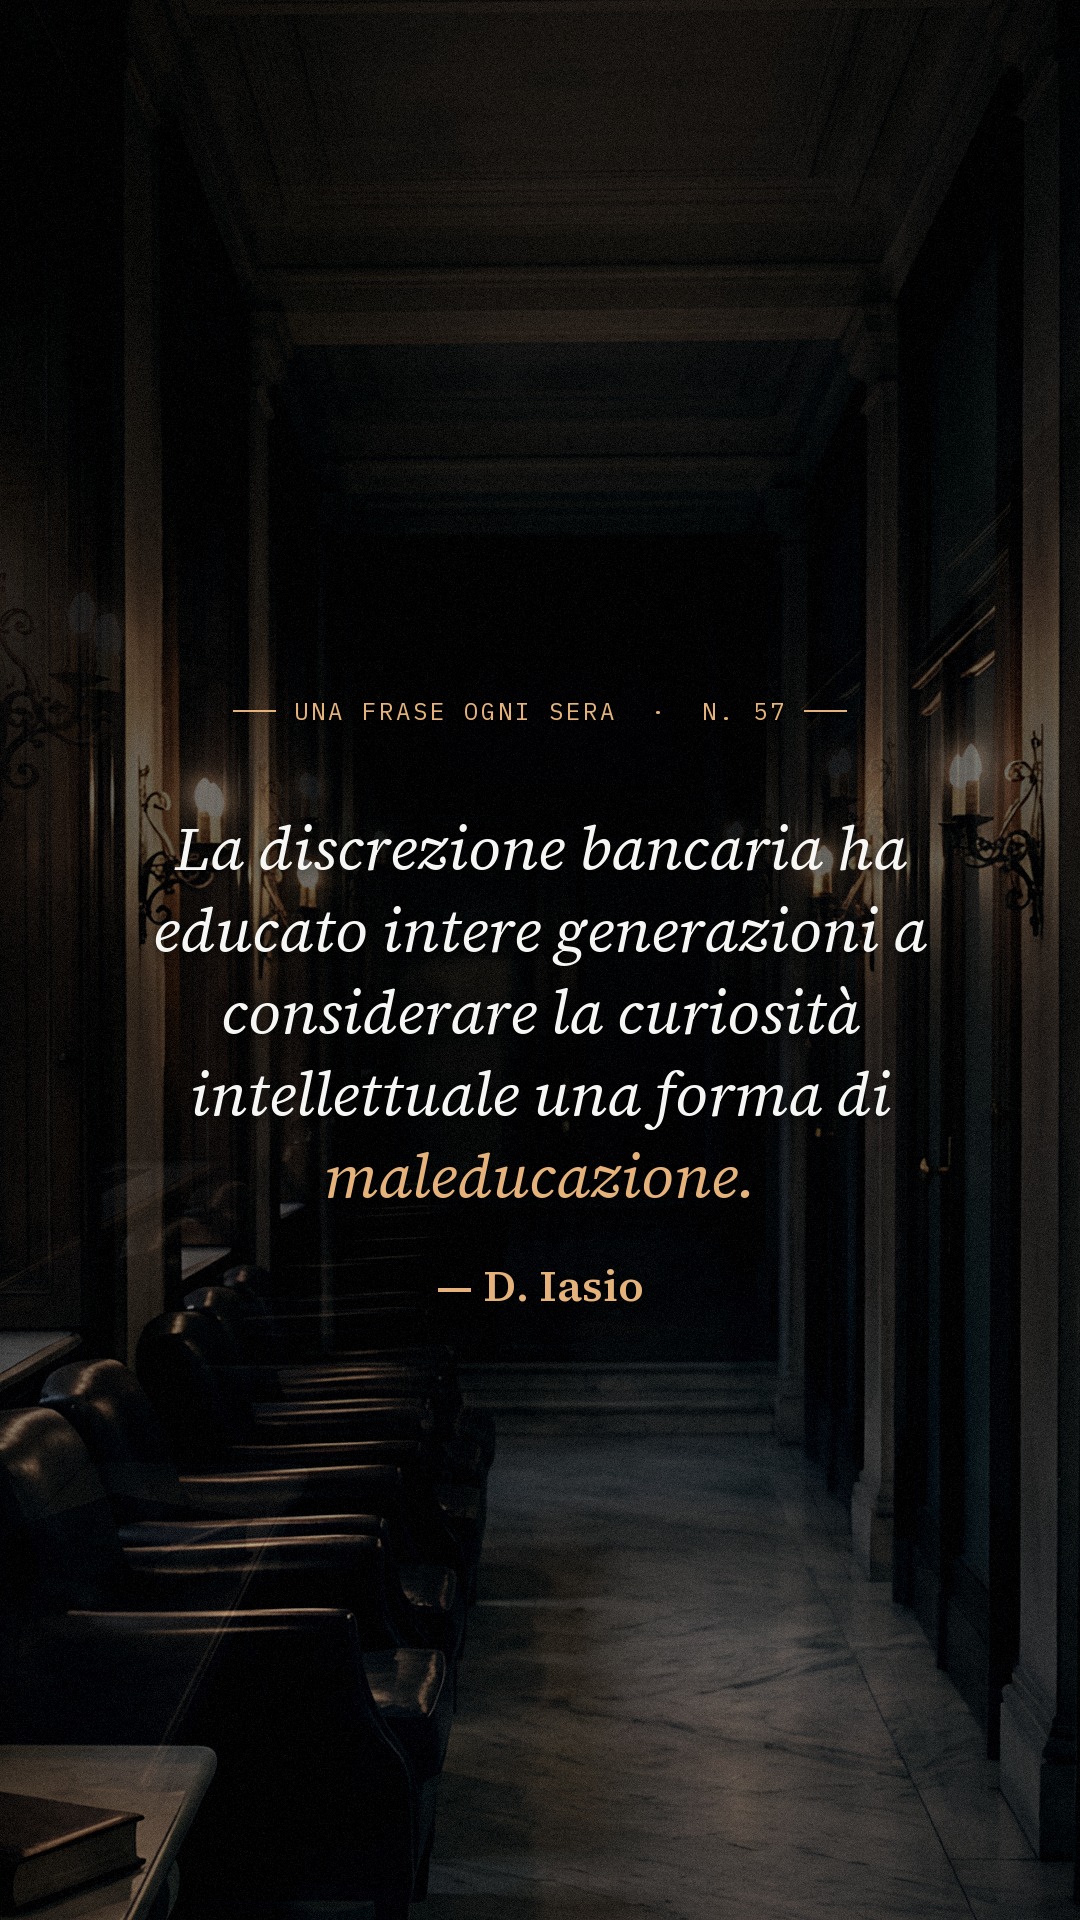 UNA FRASE OGNI SERA · N. 57
La discrezione bancaria ha
educato intere generazioni a
considerare la curiosità
intellettuale una forma di
maleducazione.
— D. Iasio